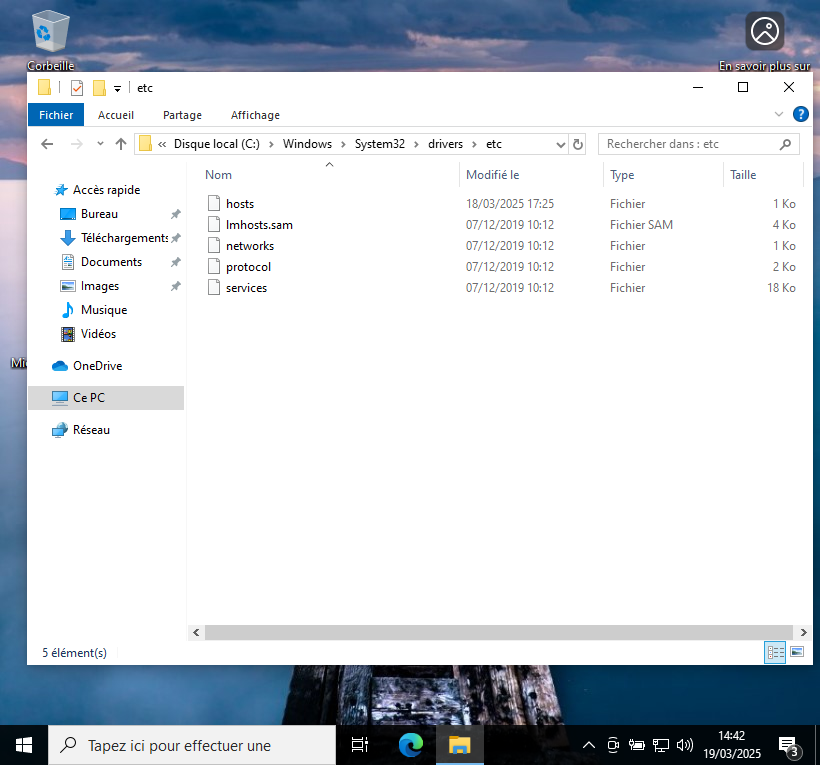 Corbeille
En savoir plus sur
etc
Fichier
Accueil
Partage
Affichage
?
« Disque local (C:) > Windows > System32 > drivers > etc
Rechercher dans : etc
Nom
Modifié le
Type
Taille
hosts 18/03/2025 17:25 Fichier 1 Ko
lmhosts.sam 07/12/2019 10:12 Fichier SAM 4 Ko
networks 07/12/2019 10:12 Fichier 1 Ko
protocol 07/12/2019 10:12 Fichier 2 Ko
services 07/12/2019 10:12 Fichier 18 Ko
Accès rapide
Bureau
Téléchargements
Documents
Images
Musique
Vidéos
OneDrive
Ce PC
Réseau
5 élément(s)
Tapez ici pour effectuer une
14:42
19/03/2025
3